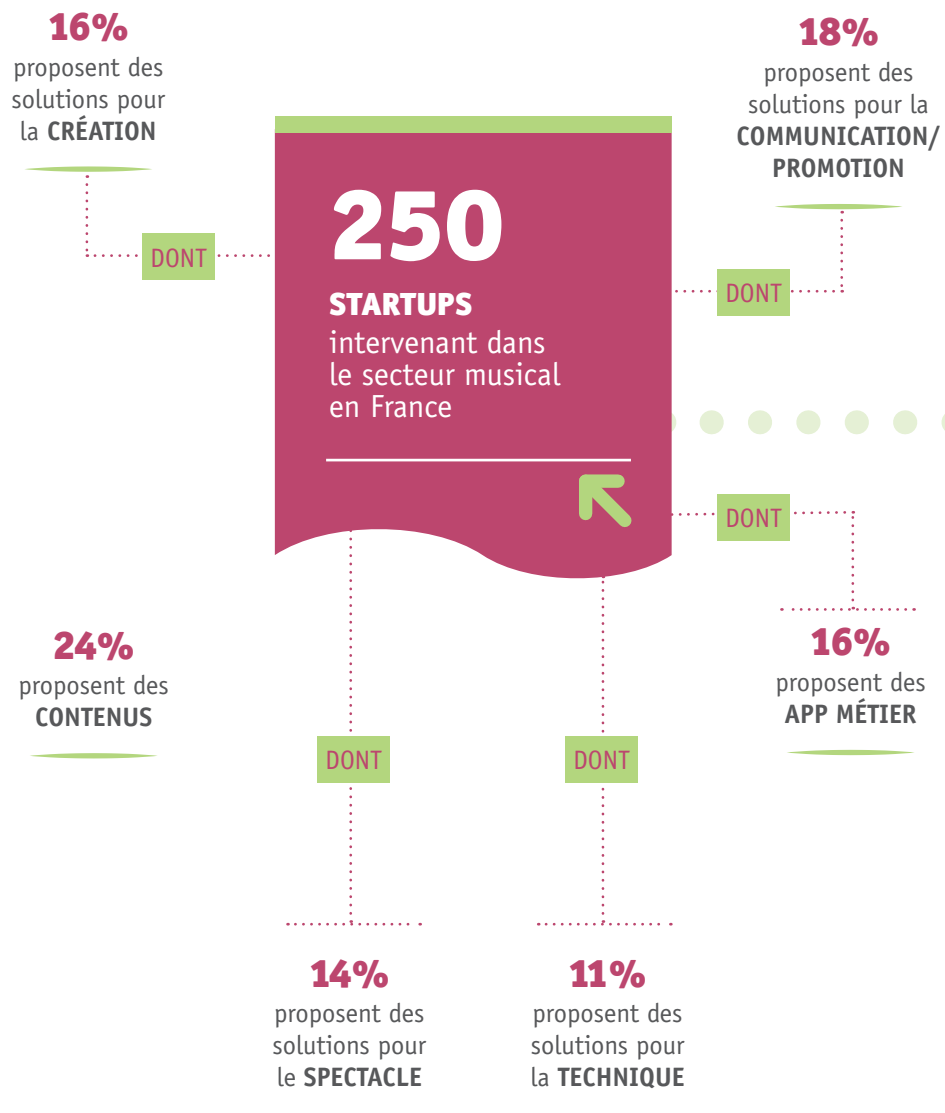 16%
proposent des
solutions pour
la CRÉATION
18%
proposent des
solutions pour la
COMMUNICATION/
PROMOTION
DONT
250
STARTUPS
intervenant dans
le secteur musical
en France
DONT
DONT
24%
proposent des
CONTENUS
16%
proposent des
APP MÉTIER
DONT
DONT
14%
proposent des
solutions pour
le SPECTACLE
11%
proposent des
solutions pour
la TECHNIQUE